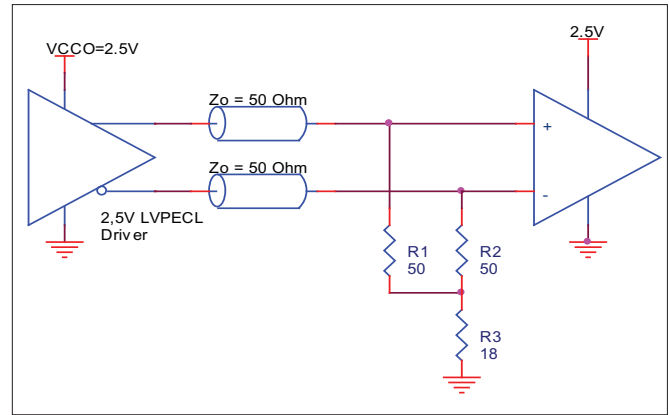 VCCO=2.5V
2.5V
Zo = 50 Ohm
+
Zo = 50 Ohm
-
2,5V LVPECL
Driver
R1
50
R2
50
R3
18